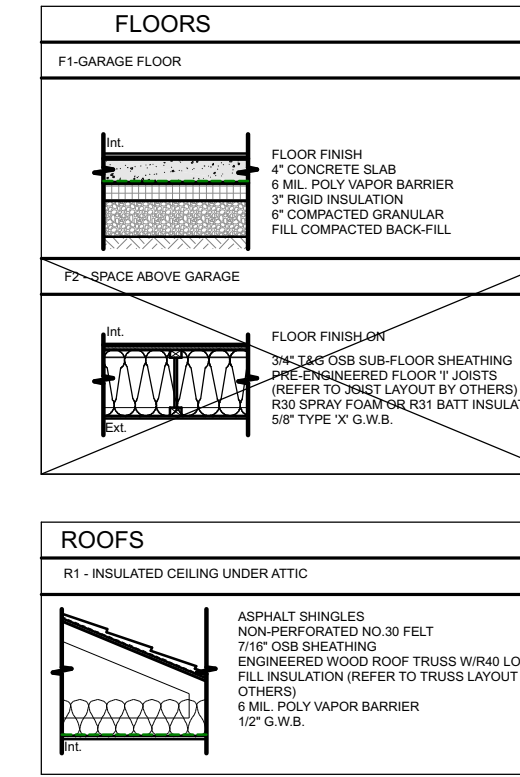 FLOORS
F1-GARAGE FLOOR
Int.
FLOOR FINISH
4" CONCRETE SLAB
6 MIL. POLY VAPOR BARRIER
3" RIGID INSULATION
6" COMPACTED GRANULAR
FILL COMPACTED BACK-FILL
F2 - SPACE ABOVE GARAGE
Int.
Ext.
FLOOR FINISH ON
3/4" T&G OSB SUB-FLOOR SHEATHING
PRE-ENGINEERED FLOOR 'I' JOISTS
(REFER TO JOIST LAYOUT BY OTHERS)
R30 SPRAY FOAM OR R31 BATT INSULAT
5/8" TYPE 'X' G.W.B.
ROOFS
R1 - INSULATED CEILING UNDER ATTIC
Int.
ASPHALT SHINGLES
NON-PERFORATED NO.30 FELT
7/16" OSB SHEATHING
ENGINEERED WOOD ROOF TRUSS W/R40 LO
FILL INSULATION (REFER TO TRUSS LAYOUT
OTHERS)
6 MIL. POLY VAPOR BARRIER
1/2" G.W.B.